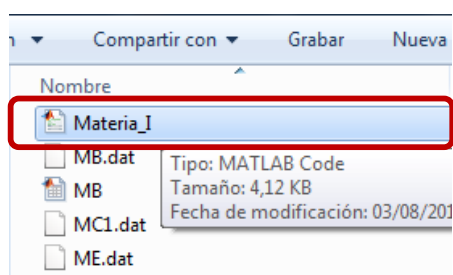 Compartir con Grabar Nueva
Nombre
Materia_I
MB.dat
Tipo: MATLAB Code
MB
Tamaño: 4,12 KB
Fecha de modificación: 03/08/201
MC1.dat
ME.dat